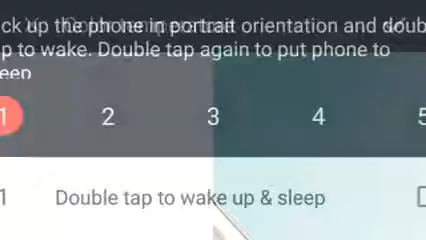 ck up the phone in portrait orientation and doub
p to wake. Double tap again to put phone to
eep
1 2 3 4 5
1 Double tap to wake up & sleep